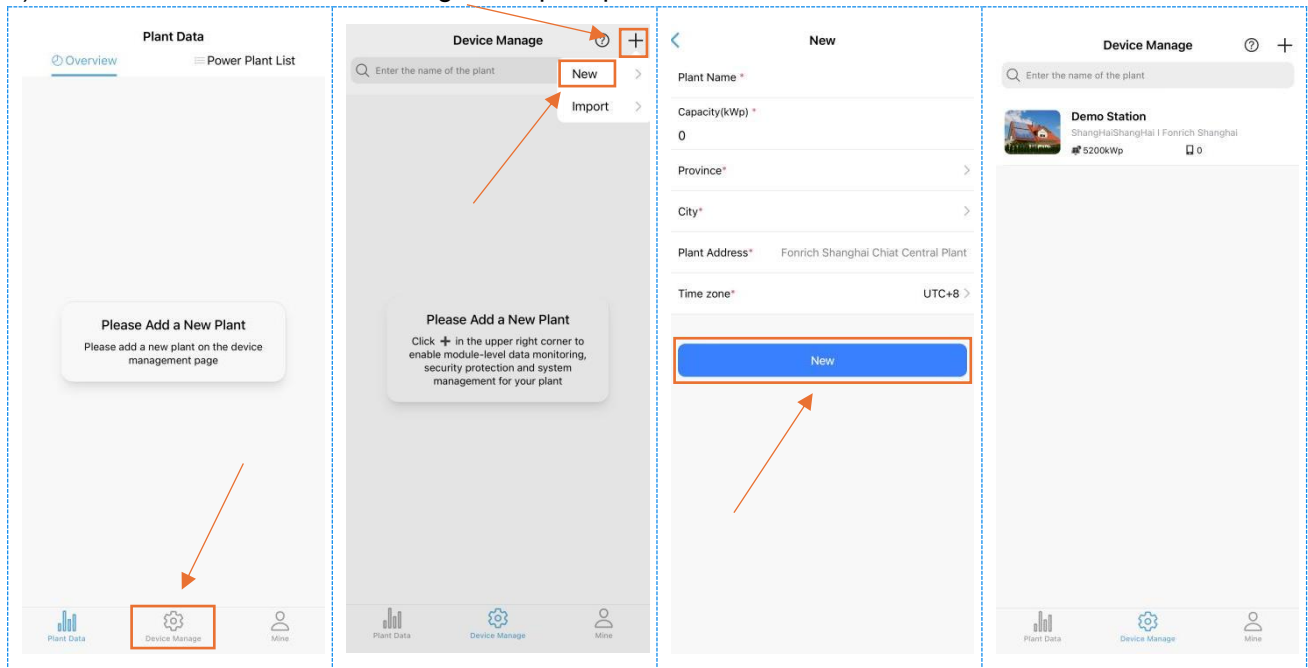 Plant Data
Overview
Power Plant List
Please Add a New Plant
Please add a new plant on the device
management page
Plant Data
Device Manage
Mine
Device Manage
Enter the name of the plant
New
Import
Please Add a New Plant
Click + in the upper right corner to
enable module-level data monitoring,
security protection and system
management for your plant
Plant Data
Device Manage
Mine
New
Plant Name *
Capacity(kWp) *
0
Province*
City*
Plant Address* Fonrich Shanghai Chiat Central Plant
Time zone* UTC+8
New
Device Manage
Enter the name of the plant
Demo Station
ShangHaiShangHai I Fonrich Shanghai
5200kWp 0
Plant Data
Device Manage
Mine